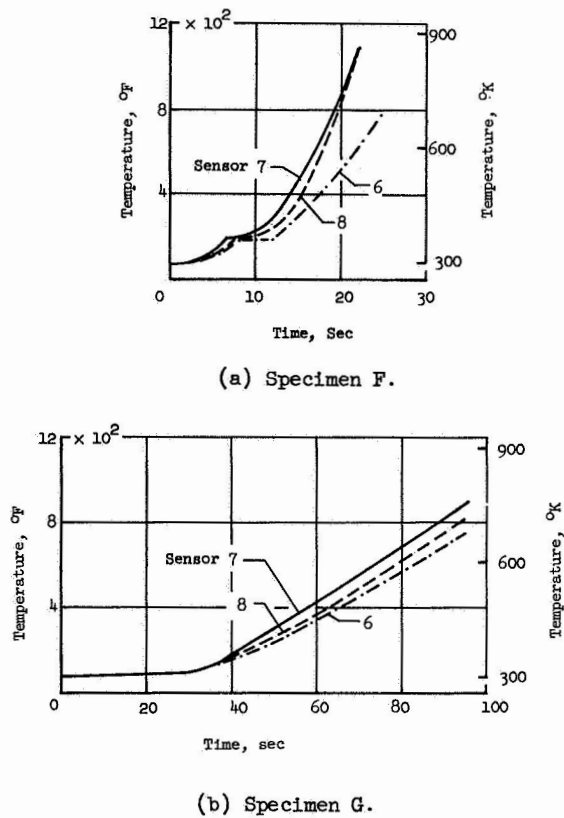 12 × 10²
8
4
Temperature, °F
900
600
300
Temperature, °K
Sensor 7
6
8
0 10 20 30
Time, Sec
(a) Specimen F.
12 × 10²
8
4
Temperature, °F
900
600
300
Temperature, °K
Sensor 7
8
6
0 20 40 60 80 100
Time, sec
(b) Specimen G.